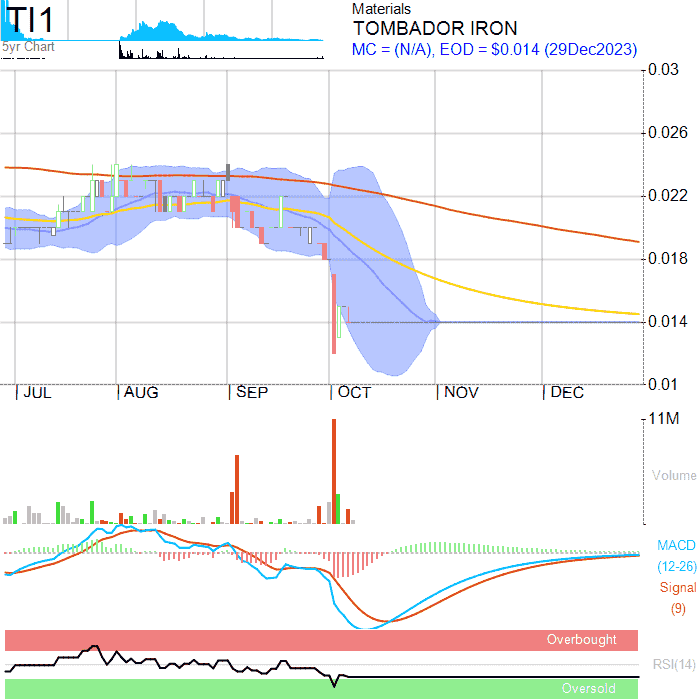 TI1
5yr Chart
Materials
TOMBADOR IRON
MC = (N/A), EOD = $0.014 (29Dec2023)
0.03
0.026
0.022
0.018
0.014
0.01
JUL AUG SEP OCT NOV DEC
11M
Volume
MACD
(12-26)
Signal
(9)
Overbought
RSI(14)
Oversold